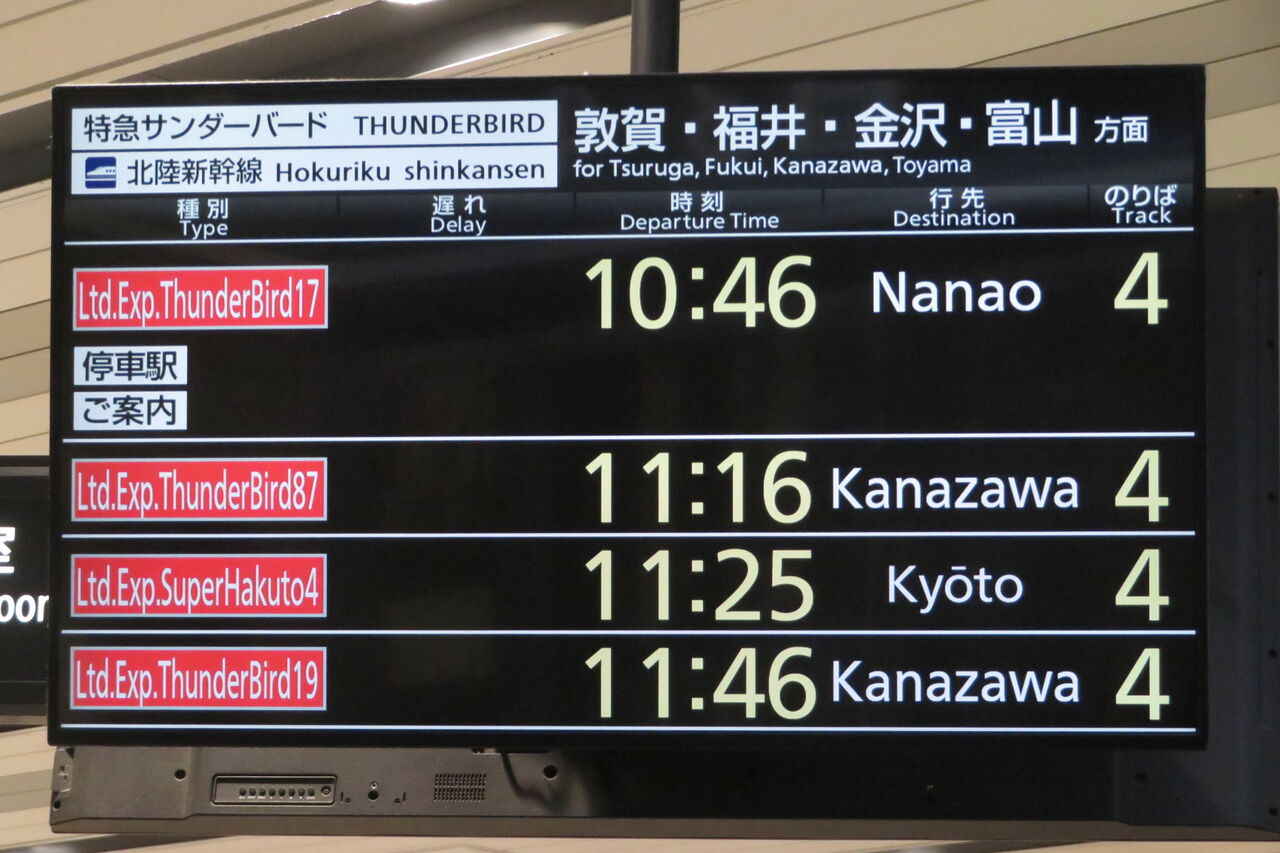 特急サンダーバード THUNDERBIRD
北陸新幹線 Hokuriku shinkansen
敦賀・福井・金沢・富山 方面
for Tsuruga, Fukui, Kanazawa, Toyama
種別 遅れ 時刻 行先 のりば
Type Delay Departure Time Destination Track
Ltd.Exp.ThunderBird17 10:46 Nanao 4
停車駅
ご案内
Ltd.Exp.ThunderBird87 11:16 Kanazawa 4
Ltd.Exp.SuperHakuto4 11:25 Kyōto 4
Ltd.Exp.ThunderBird19 11:46 Kanazawa 4
室
oor